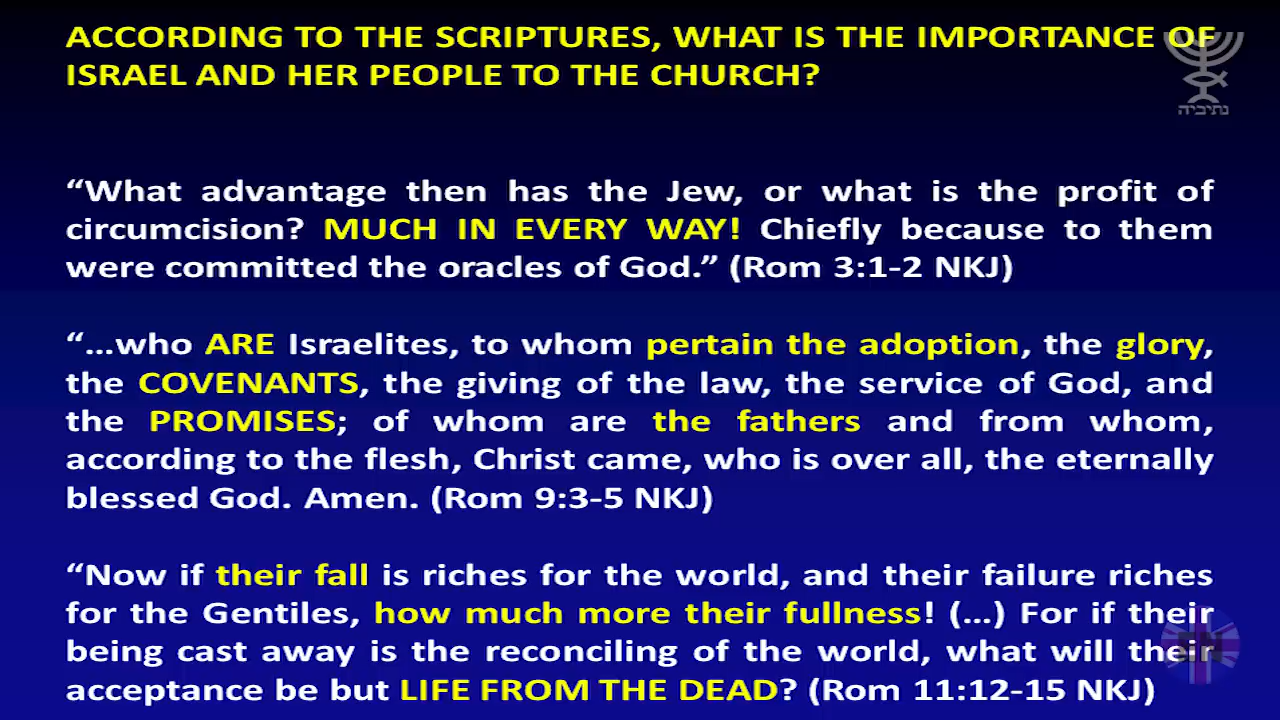 ACCORDING TO THE SCRIPTURES, WHAT IS THE IMPORTANCE OF
ISRAEL AND HER PEOPLE TO THE CHURCH?
נתיביה
“What advantage then has the Jew, or what is the profit of
circumcision? MUCH IN EVERY WAY! Chiefly because to them
were committed the oracles of God.” (Rom 3:1-2 NKJ)
“…who ARE Israelites, to whom pertain the adoption, the glory,
the COVENANTS, the giving of the law, the service of God, and
the PROMISES; of whom are the fathers and from whom,
according to the flesh, Christ came, who is over all, the eternally
blessed God. Amen. (Rom 9:3-5 NKJ)
“Now if their fall is riches for the world, and their failure riches
for the Gentiles, how much more their fullness! (…) For if their
being cast away is the reconciling of the world, what will their
acceptance be but LIFE FROM THE DEAD? (Rom 11:12-15 NKJ)